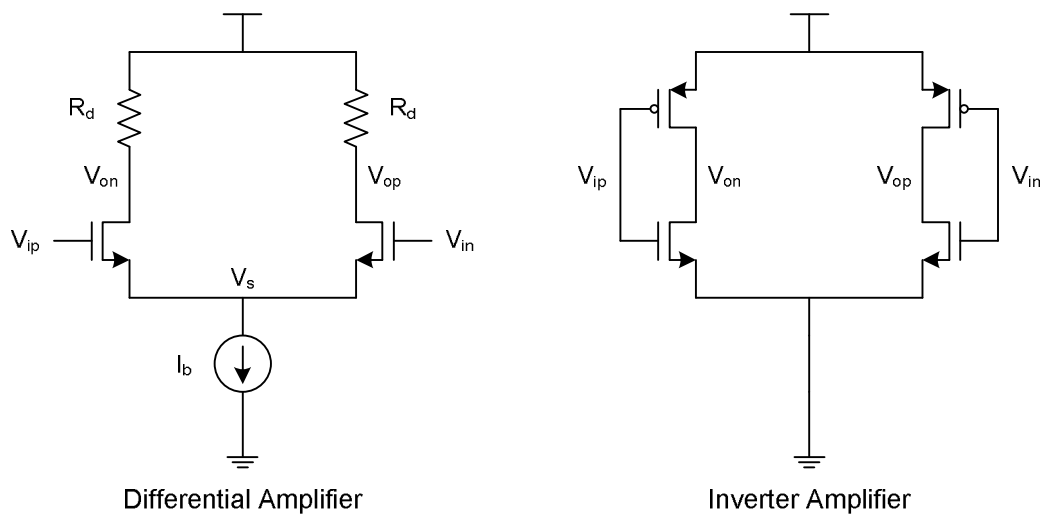 R_d
R_d
V_on
V_op
V_ip
V_in
V_s
I_b
Differential Amplifier
V_ip
V_on
V_op
V_in
Inverter Amplifier